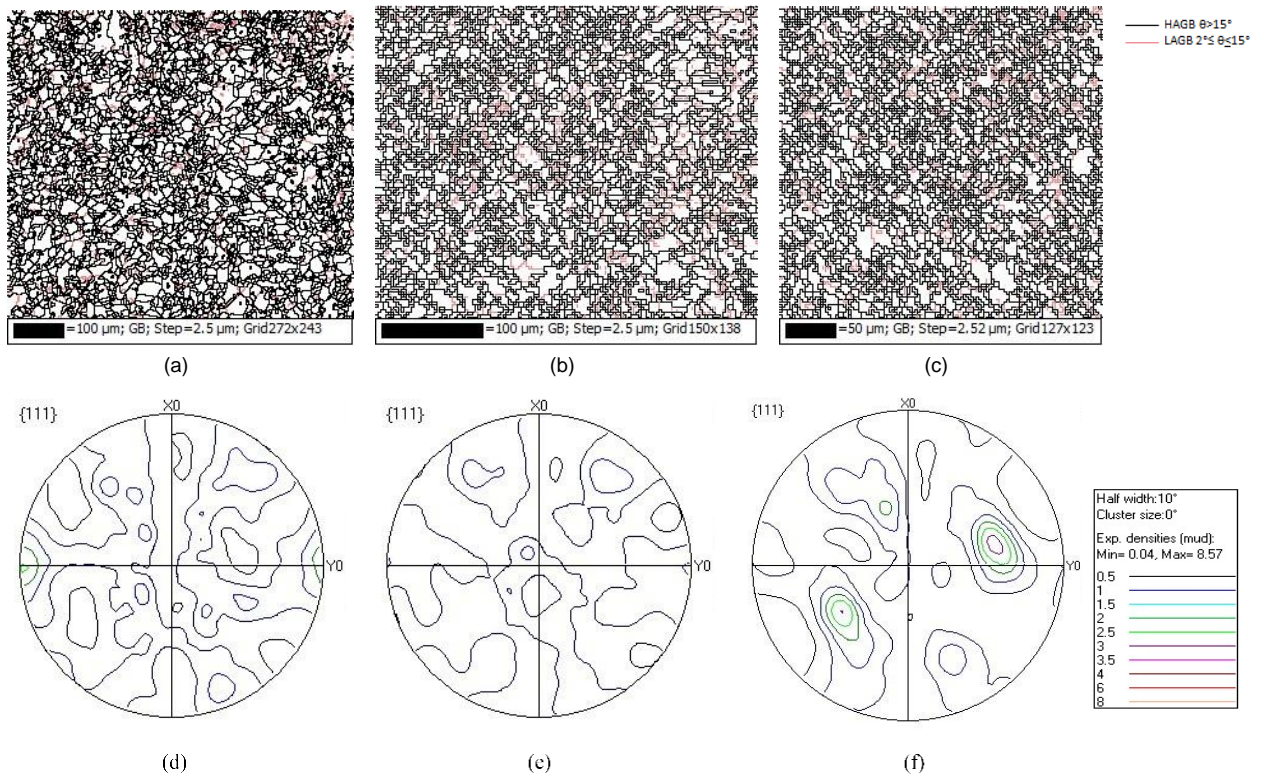 HAGB θ>15°
LAGB 2°≤ θ≤15°
=100 µm; GB; Step=2.5 µm; Grid272x243
=100 µm; GB; Step=2.5 µm; Grid150x138
=50 µm; GB; Step=2.52 µm; Grid127x123
(a)
(b)
(c)
{111}
X0
Y0
{111}
X0
Y0
{111}
X0
Y0
Half width:10°
Cluster size:0°
Exp. densities (mud):
Min= 0.04, Max= 8.57
0.5
1
1.5
2
2.5
3
3.5
4
6
8
(d)
(e)
(f)